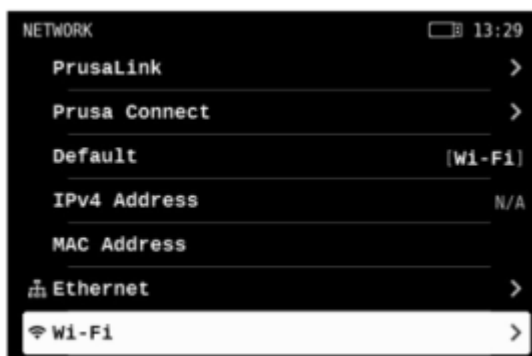 NETWORK 13:29
PrusaLink
Prusa Connect
Default [Wi-Fi]
IPv4 Address N/A
MAC Address
Ethernet
Wi-Fi